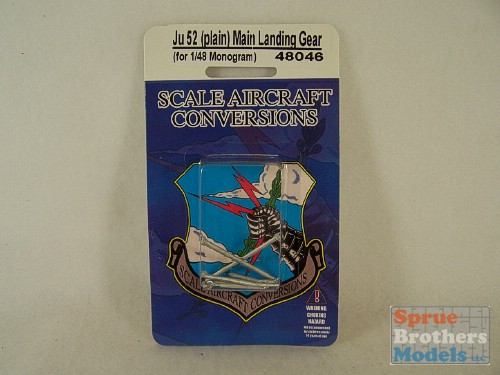 Ju 52 (plain) Main Landing Gear
(for 1/48 Monogram) 48046
SCALE AIRCRAFT
CONVERSIONS
SCALE AIRCRAFT CONVERSIONS
!
WARNING
CHOKING
HAZARD
Sprue
Brothers
Models LLC